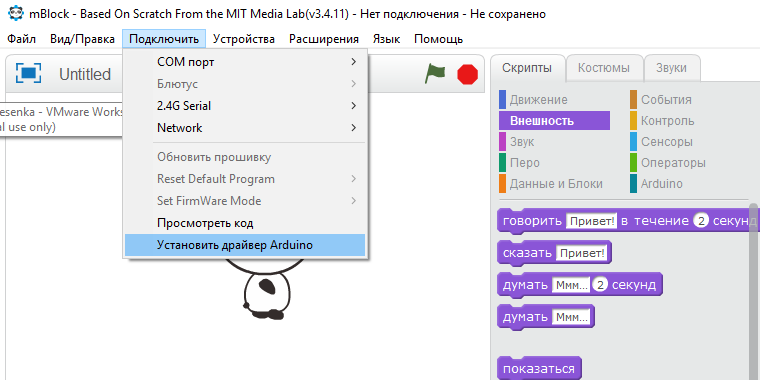 mBlock - Based On Scratch From the MIT Media Lab(v3.4.11) - Нет подключения - Не сохранено
Файл Вид/Правка Подключить Устройства Расширения Язык Помощь
Untitled
esenka - VMware Works
al use only)
COM порт
Блютус
2.4G Serial
Network
Обновить прошивку
Reset Default Program
Set FirmWare Mode
Просмотреть код
Установить драйвер Arduino
Скрипты Костюмы Звуки
Движение События
Внешность Контроль
Звук Сенсоры
Перо Операторы
Данные и Блоки Arduino
говорить Привет! в течение 2 секунд
сказать Привет!
думать Ммм... 2 секунд
думать Ммм...
показаться